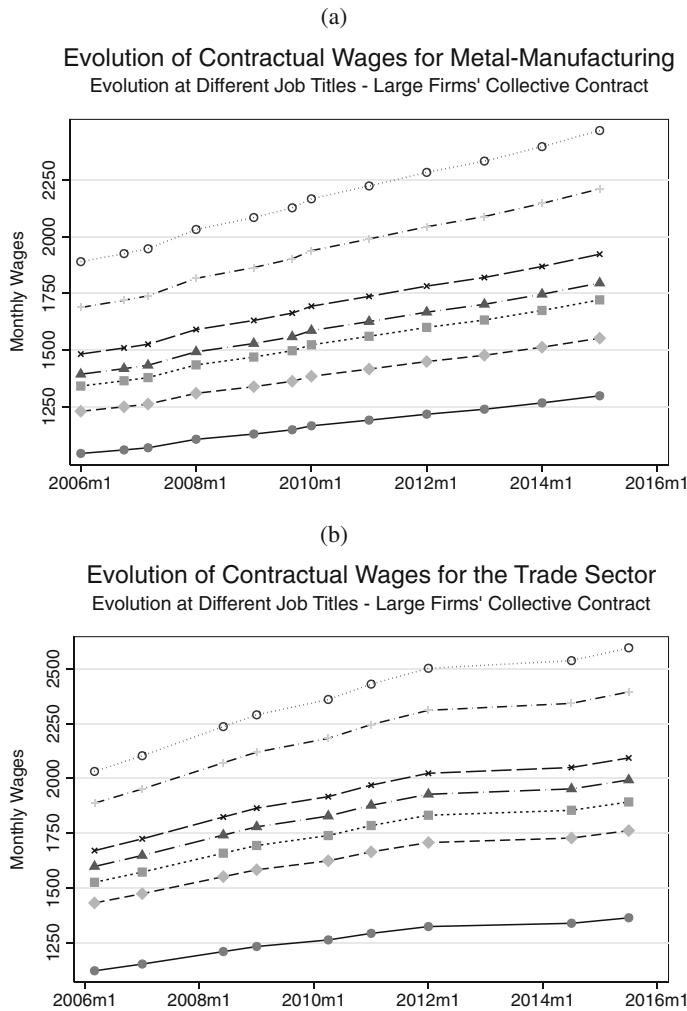 (a)
Evolution of Contractual Wages for Metal-Manufacturing
Evolution at Different Job Titles - Large Firms' Collective Contract
Monthly Wages
2250
2000
1750
1500
1250
2006m1 2008m1 2010m1 2012m1 2014m1 2016m1
(b)
Evolution of Contractual Wages for the Trade Sector
Evolution at Different Job Titles - Large Firms' Collective Contract
Monthly Wages
2500
2250
2000
1750
1500
1250
2006m1 2008m1 2010m1 2012m1 2014m1 2016m1